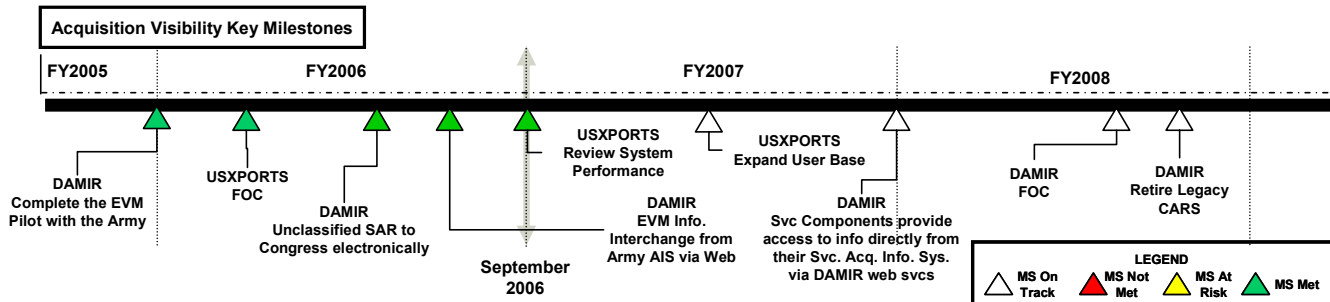 Acquisition Visibility Key Milestones
FY2005
FY2006
FY2007
FY2008
DAMIR
Complete the EVM
Pilot with the Army
USXPORTS
FOC
DAMIR
Unclassified SAR to
Congress electronically
USXPORTS
Review System
Performance
September
2006
DAMIR
EVM Info.
Interchange from
Army AIS via Web
USXPORTS
Expand User Base
DAMIR
Svc Components provide
access to info directly from
their Svc. Acq. Info. Sys.
via DAMIR web svcs
DAMIR
FOC
DAMIR
Retire Legacy
CARS
LEGEND
MS On
Track
MS Not
Met
MS At
Risk
MS Met